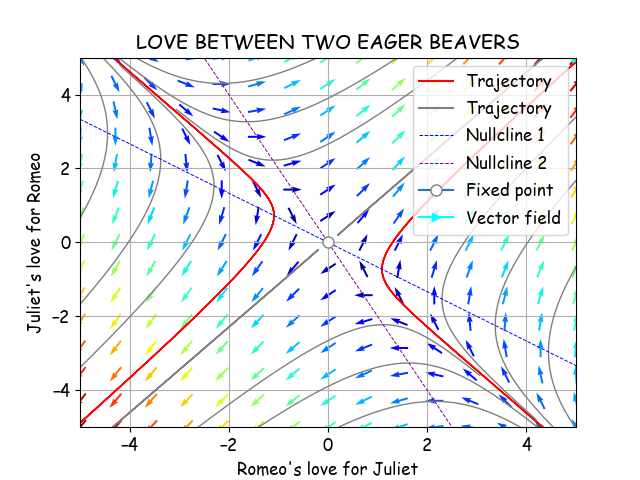 LOVE BETWEEN TWO EAGER BEAVERS
Trajectory
Trajectory
Nullcline 1
Nullcline 2
Fixed point
Vector field
Juliet's love for Romeo
4
2
0
−2
−4
−4 −2 0 2 4
Romeo's love for Juliet